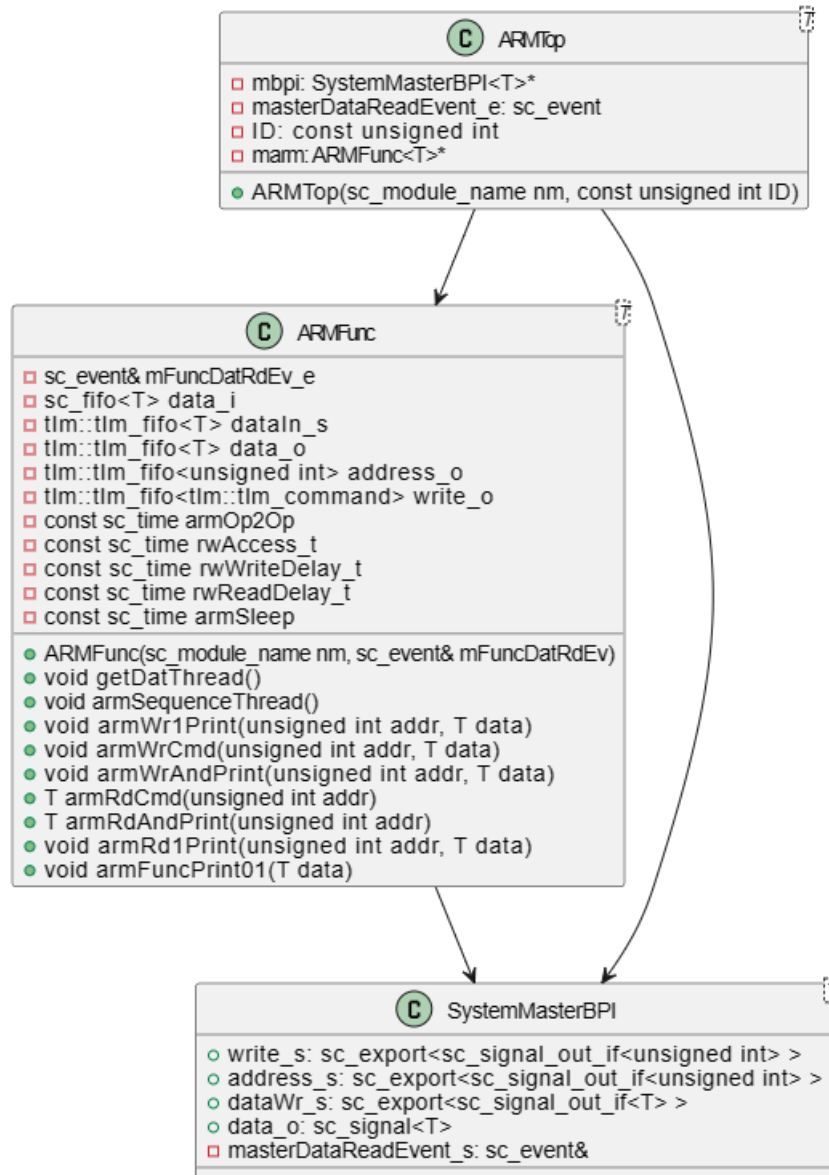 C ARMTop T
mbpi: SystemMasterBPI<T>*
masterDataReadEvent_e: sc_event
ID: const unsigned int
marm: ARMFunc<T>*
ARMTop(sc_module_name nm, const unsigned int ID)
C ARMFunc T
sc_event& mFuncDatRdEv_e
sc_fifo<T> data_i
tlm::tlm_fifo<T> dataIn_s
tlm::tlm_fifo<T> data_o
tlm::tlm_fifo<unsigned int> address_o
tlm::tlm_fifo<tlm::tlm_command> write_o
const sc_time armOp2Op
const sc_time rwAccess_t
const sc_time rwWriteDelay_t
const sc_time rwReadDelay_t
const sc_time armSleep
ARMFunc(sc_module_name nm, sc_event& mFuncDatRdEv)
void getDatThread()
void armSequenceThread()
void armWr1Print(unsigned int addr, T data)
void armWrCmd(unsigned int addr, T data)
void armWrAndPrint(unsigned int addr, T data)
T armRdCmd(unsigned int addr)
T armRdAndPrint(unsigned int addr)
void armRd1Print(unsigned int addr, T data)
void armFuncPrint01(T data)
C SystemMasterBPI
write_s: sc_export<sc_signal_out_if<unsigned int> >
address_s: sc_export<sc_signal_out_if<unsigned int> >
dataWr_s: sc_export<sc_signal_out_if<T> >
data_o: sc_signal<T>
masterDataReadEvent_s: sc_event&